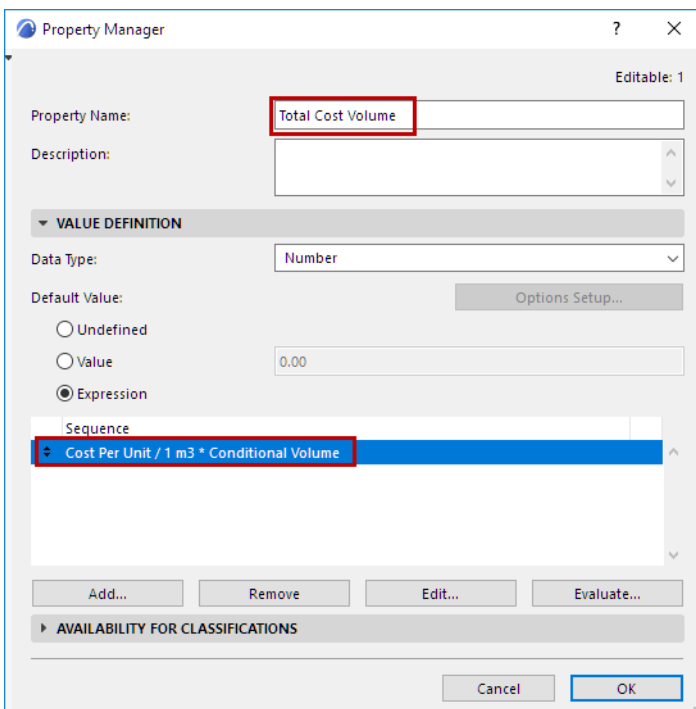 Property Manager
?
Editable: 1
Property Name:
Total Cost Volume
Description:
VALUE DEFINITION
Data Type:
Number
Default Value:
Options Setup...
Undefined
Value
0.00
Expression
Sequence
Cost Per Unit / 1 m3 * Conditional Volume
Add...
Remove
Edit...
Evaluate...
AVAILABILITY FOR CLASSIFICATIONS
Cancel
OK